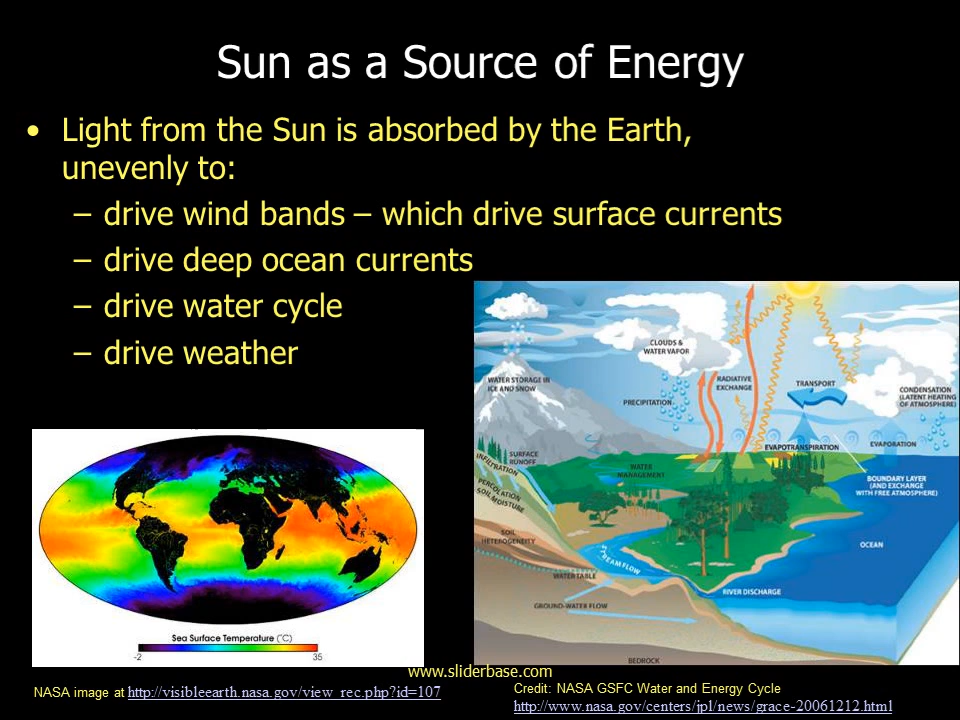 Sun as a Source of Energy
• Light from the Sun is absorbed by the Earth,
unevenly to:
– drive wind bands – which drive surface currents
– drive deep ocean currents
– drive water cycle
– drive weather
CLOUDS &
WATER VAPOR
WATER STORAGE IN
ICE AND SNOW
PRECIPITATION
RADIATIVE
EXCHANGE
TRANSPORT
CONDENSATION
(LATENT HEATING
OF ATMOSPHERE)
SURFACE
RUNOFF
EVAPOTRANSPIRATION
EVAPORATION
INFILTRATION
WATER
MANAGEMENT
PERCOLATION
SOIL MOISTURE
BOUNDARY LAYER
(AND EXCHANGE
WITH FREE ATMOSPHERE)
SOIL
HETEROGENEITY
OCEAN
STREAM FLOW
WATER TABLE
RIVER DISCHARGE
GROUND-WATER FLOW
BEDROCK
Sea Surface Temperature (°C)
-2 35
www.sliderbase.com
NASA image at http://visibleearth.nasa.gov/view_rec.php?id=107
Credit: NASA GSFC Water and Energy Cycle
http://www.nasa.gov/centers/jpl/news/grace-20061212.html